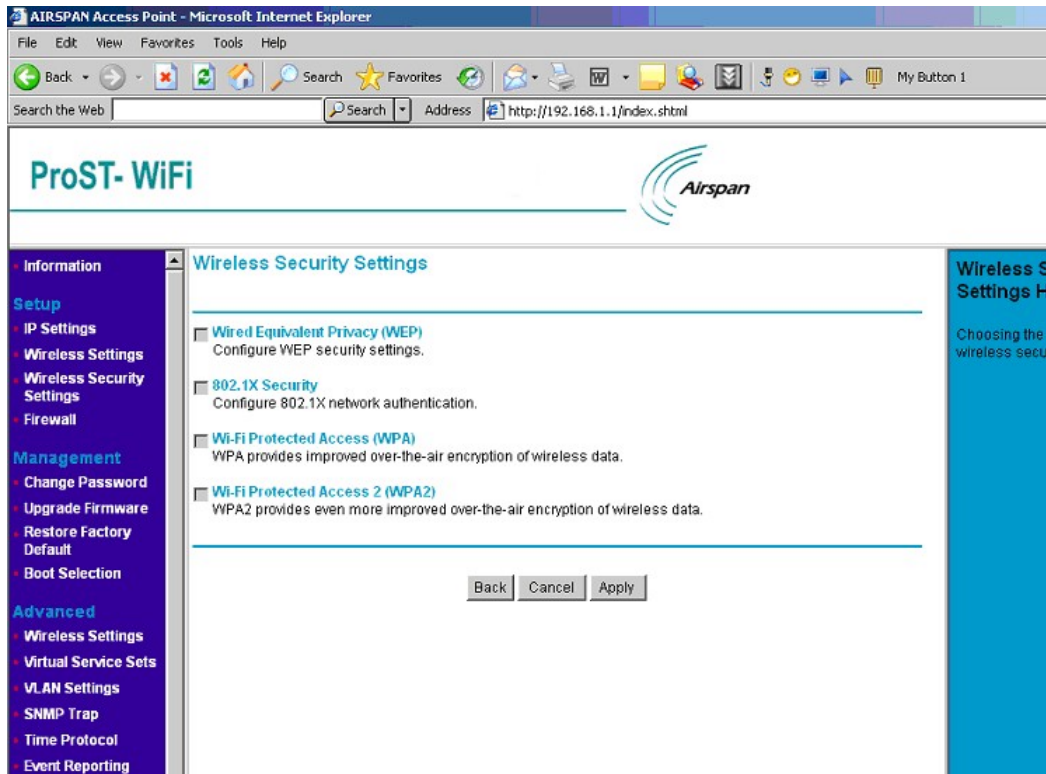 AIRSPAN Access Point - Microsoft Internet Explorer
File Edit View Favorites Tools Help
Back Search Favorites My Button 1
Search the Web Search Address http://192.168.1.1/index.shtml
ProST- WiFi
Airspan
Information
Setup
IP Settings
Wireless Settings
Wireless Security
Settings
Firewall
Management
Change Password
Upgrade Firmware
Restore Factory
Default
Boot Selection
Advanced
Wireless Settings
Virtual Service Sets
VLAN Settings
SNMP Trap
Time Protocol
Event Reporting
Wireless Security Settings
Wired Equivalent Privacy (WEP)
Configure WEP security settings.
802.1X Security
Configure 802.1X network authentication.
Wi-Fi Protected Access (WPA)
WPA provides improved over-the-air encryption of wireless data.
Wi-Fi Protected Access 2 (WPA2)
WPA2 provides even more improved over-the-air encryption of wireless data.
Back Cancel Apply
Wireless S
Settings H
Choosing the
wireless secu